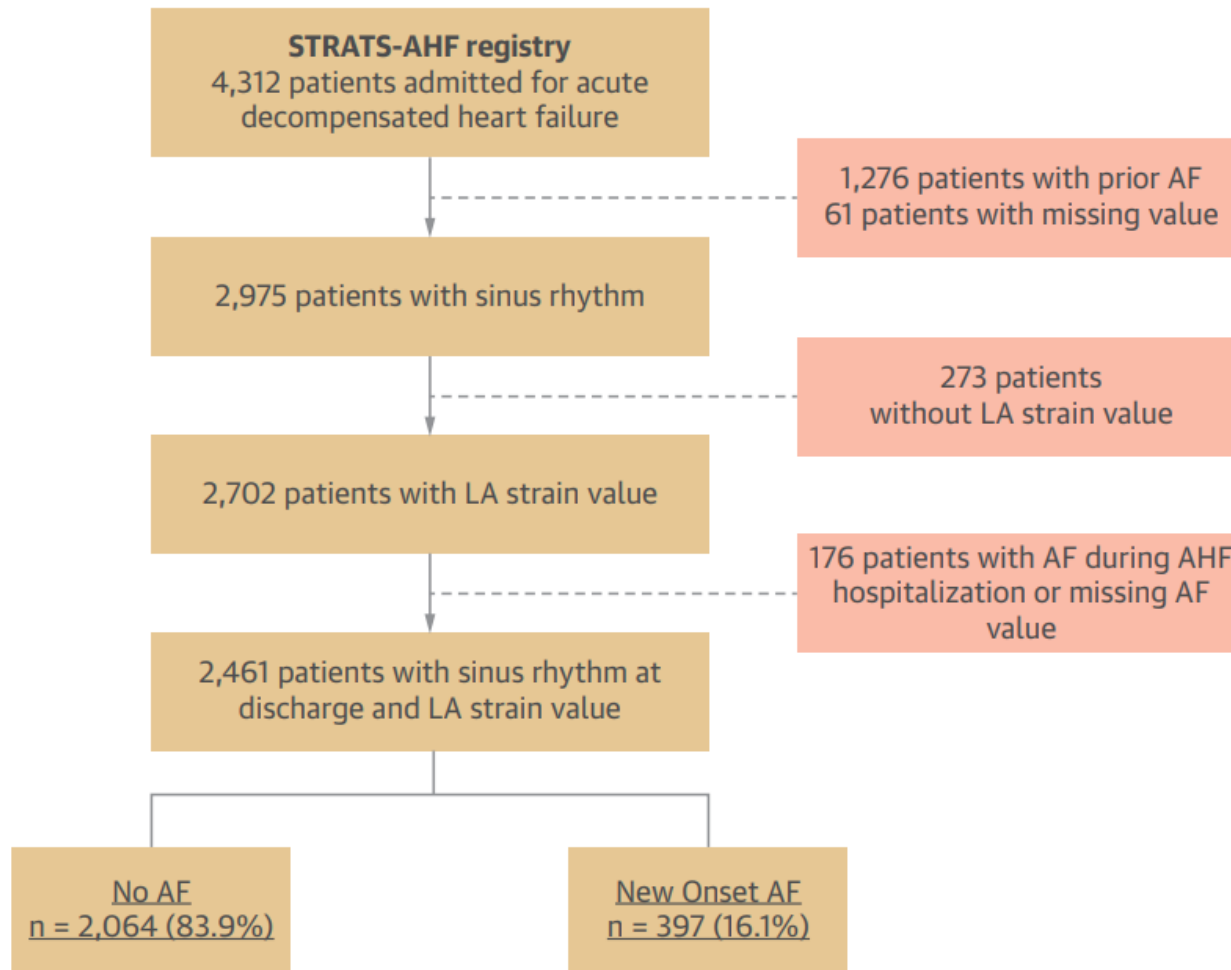 STRATS-AHF registry
4,312 patients admitted for acute
decompensated heart failure
1,276 patients with prior AF
61 patients with missing value
2,975 patients with sinus rhythm
273 patients
without LA strain value
2,702 patients with LA strain value
176 patients with AF during AHF
hospitalization or missing AF
value
2,461 patients with sinus rhythm at
discharge and LA strain value
No AF
n = 2,064 (83.9%)
New Onset AF
n = 397 (16.1%)